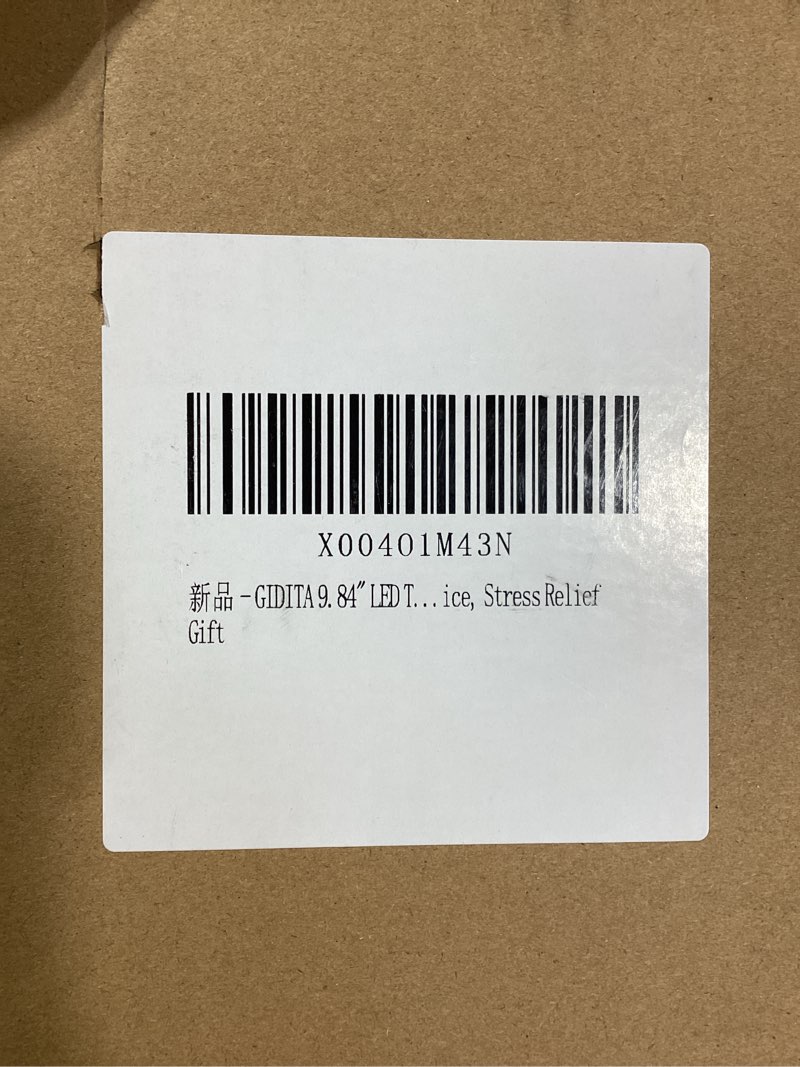 X00401M43N
新品 -GIDITA 9.84" LED T...ice, Stress Relief
Gift